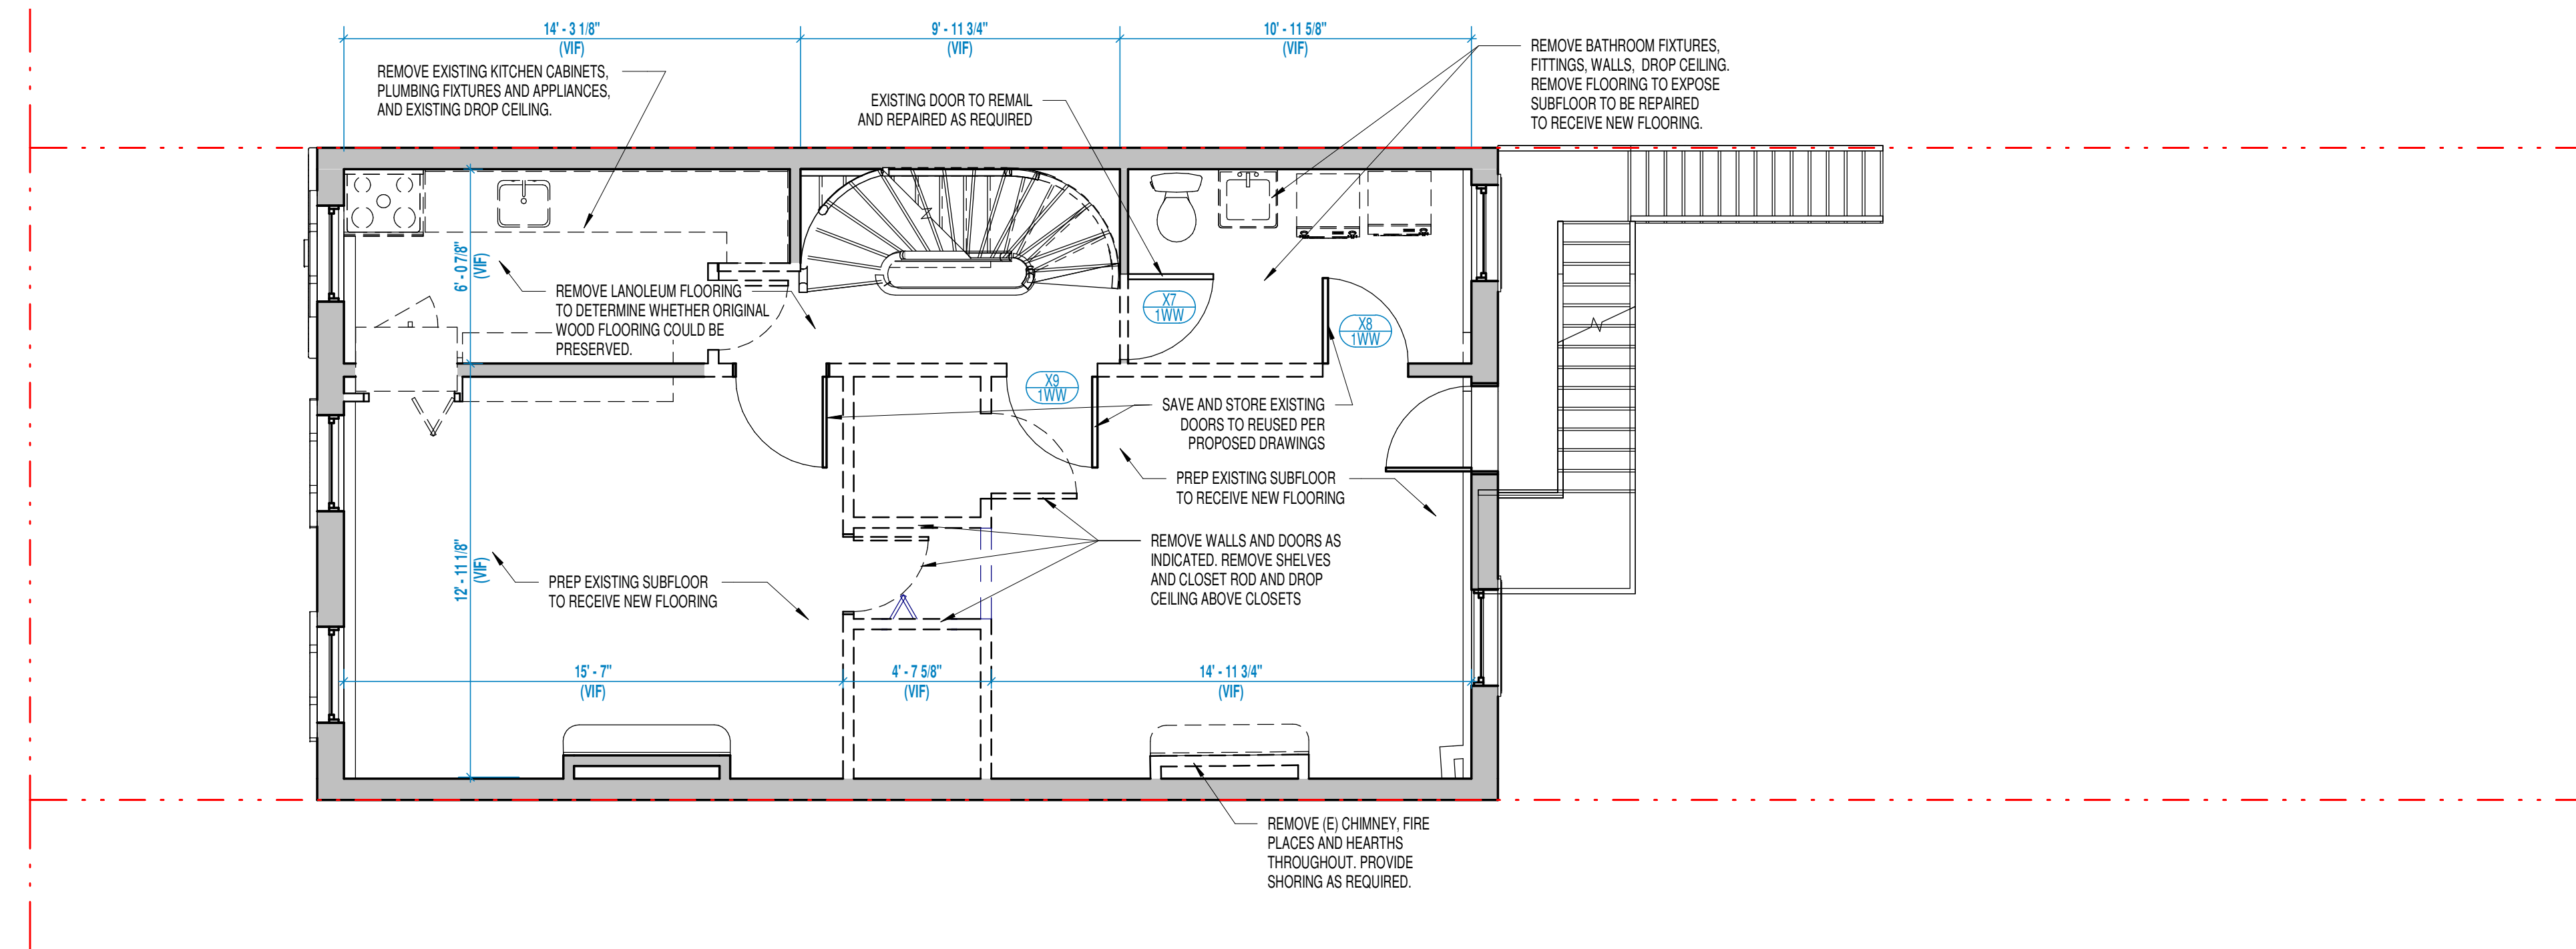 14' - 3 1/8"
(VIF)
9' - 11 3/4"
(VIF)
10' - 11 5/8"
(VIF)
REMOVE EXISTING KITCHEN CABINETS,
PLUMBING FIXTURES AND APPLIANCES,
AND EXISTING DROP CEILING.
EXISTING DOOR TO REMAIL
AND REPAIRED AS REQUIRED
REMOVE BATHROOM FIXTURES,
FITTINGS, WALLS, DROP CEILING.
REMOVE FLOORING TO EXPOSE
SUBFLOOR TO BE REPAIRED
TO RECEIVE NEW FLOORING.
6' - 0 7/8"
(VIF)
REMOVE LANOLEUM FLOORING
TO DETERMINE WHETHER ORIGINAL
WOOD FLOORING COULD BE
PRESERVED.
X7
1WW
X8
1WW
X9
1WW
SAVE AND STORE EXISTING
DOORS TO REUSED PER
PROPOSED DRAWINGS
PREP EXISTING SUBFLOOR
TO RECEIVE NEW FLOORING
12' - 11 1/8"
(VIF)
REMOVE WALLS AND DOORS AS
INDICATED. REMOVE SHELVES
AND CLOSET ROD AND DROP
CEILING ABOVE CLOSETS
PREP EXISTING SUBFLOOR
TO RECEIVE NEW FLOORING
15' - 7"
(VIF)
4' - 7 5/8"
(VIF)
14' - 11 3/4"
(VIF)
REMOVE (E) CHIMNEY, FIRE
PLACES AND HEARTHS
THROUGHOUT. PROVIDE
SHORING AS REQUIRED.